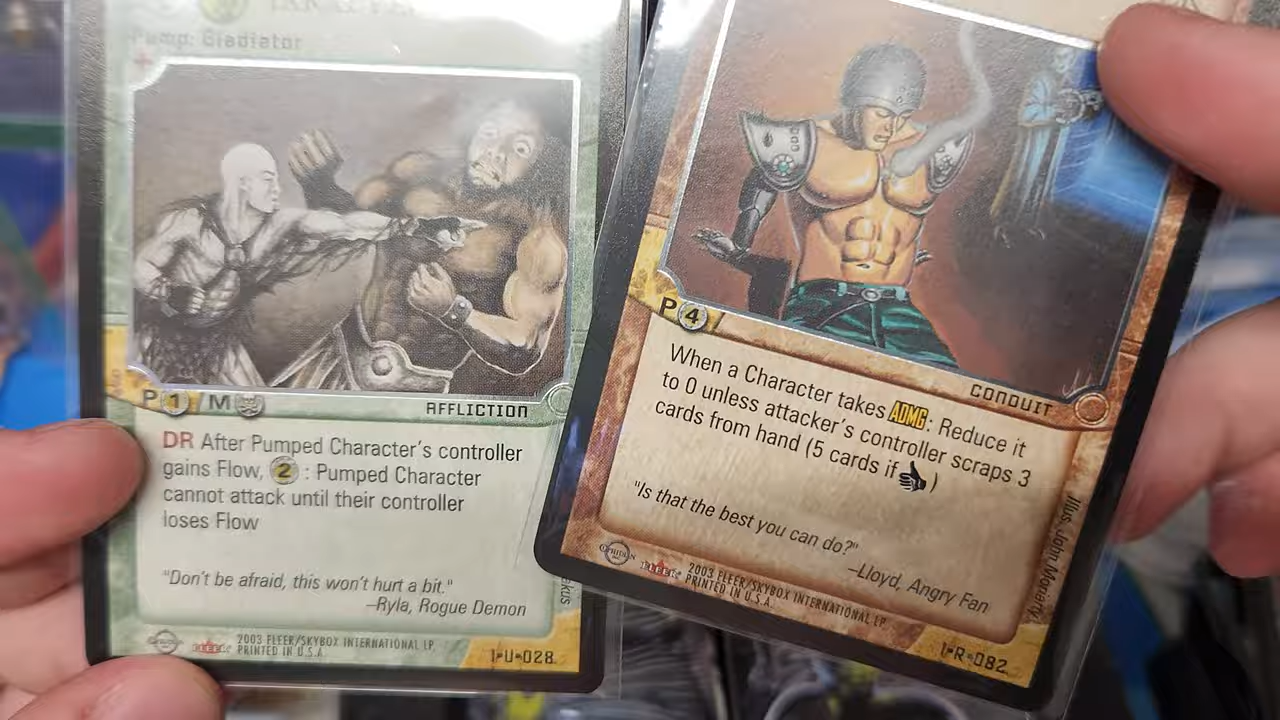 Pump: Gladiator
P 1 / M
AFFLICTION
DR After Pumped Character's controller
gains Flow, 2 : Pumped Character
cannot attack until their controller
loses Flow
"Don't be afraid, this won't hurt a bit."
–Ryla, Rogue Demon
FLEER 2003 FLEER/SKYBOX INTERNATIONAL LP.
PRINTED IN U.S.A.
1•U•028
P 4
CONDUIT
When a Character takes ADMG: Reduce it
to 0 unless attacker's controller scraps 3
cards from hand (5 cards if )
"Is that the best you can do?"
–Lloyd, Angry Fan
OPHIDIAN FLEER 2003 FLEER/SKYBOX INTERNATIONAL LP
PRINTED IN U.S.A.
1•R•082
Illus. John Moriarty